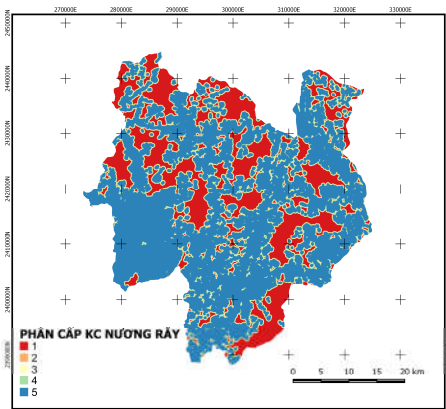 270000E 280000E 290000E 300000E 310000E 320000E 330000E
2450000N
2440000N
2430000N
2420000N
2410000N
2400000N
PHÂN CẤP KC NƯƠNG RẪY
1
2
3
4
5
0 5 10 15 20 km